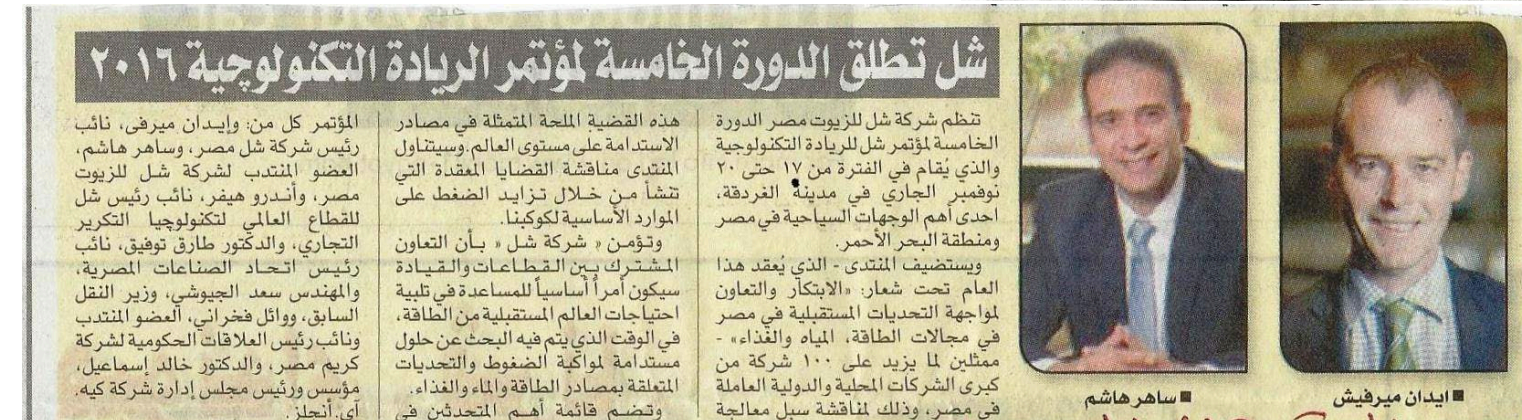 شل تطلق الدورة الخامسة لمؤتمر الريادة التكنولوجية ٢٠١٦
تنظم شركة شل للزيوت مصر الدورة
الخامسة لمؤتمر شل للريادة التكنولوجية
والذي يُقام في الفترة من ١٧ حتى ٢٠
نوفمبر الجاري في مدينة الغردقة،
احدى أهم الوجهات السياحية في مصر
ومنطقة البحر الأحمر.
ويستضيف المنتدى - الذي يُعقد هذا
العام تحت شعار: «الابتكار والتعاون
لمواجهة التحديات المستقبلية في مصر
في مجالات الطاقة، المياه والغذاء» -
ممثلين لما يزيد على ١٠٠ شركة من
كبرى الشركات المحلية والدولية العاملة
في مصر، وذلك لمناقشة سبل معالجة
هذه القضية الملحة المتمثلة في مصادر
الاستدامة على مستوى العالم. وسيتناول
المنتدى مناقشة القضايا المعقدة التي
تنشأ من خلال تزايد الضغط على
الموارد الأساسية لكوكبنا.
وتؤمن « شركة شل « بأن التعاون
المشترك بين القطاعات والقيادة
سيكون أمراً أساسياً للمساعدة في تلبية
احتياجات العالم المستقبلية من الطاقة،
في الوقت الذي يتم فيه البحث عن حلول
مستدامة لمواكبة الضغوط والتحديات
المتعلقة بمصادر الطاقة والماء والغذاء.
وتضم قائمة أهم المتحدثين في
المؤتمر كل من: وإيدان ميرفى، نائب
رئيس شركة شل مصر، وساهر هاشم،
العضو المنتدب لشركة شل للزيوت
مصر، وأندرو هيفر، نائب رئيس شل
للقطاع العالمي لتكنولوجيا التكرير
التجاري، والدكتور طارق توفيق، نائب
رئيس اتحاد الصناعات المصرية،
والمهندس سعد الجيوشي، وزير النقل
السابق، ووائل فخراني، العضو المنتدب
ونائب رئيس العلاقات الحكومية لشركة
كريم مصر، والدكتور خالد إسماعيل،
مؤسس ورئيس مجلس إدارة شركة كيه.
آي. أنجلز.
■ ساهر هاشم
■ ايدان ميرفيش